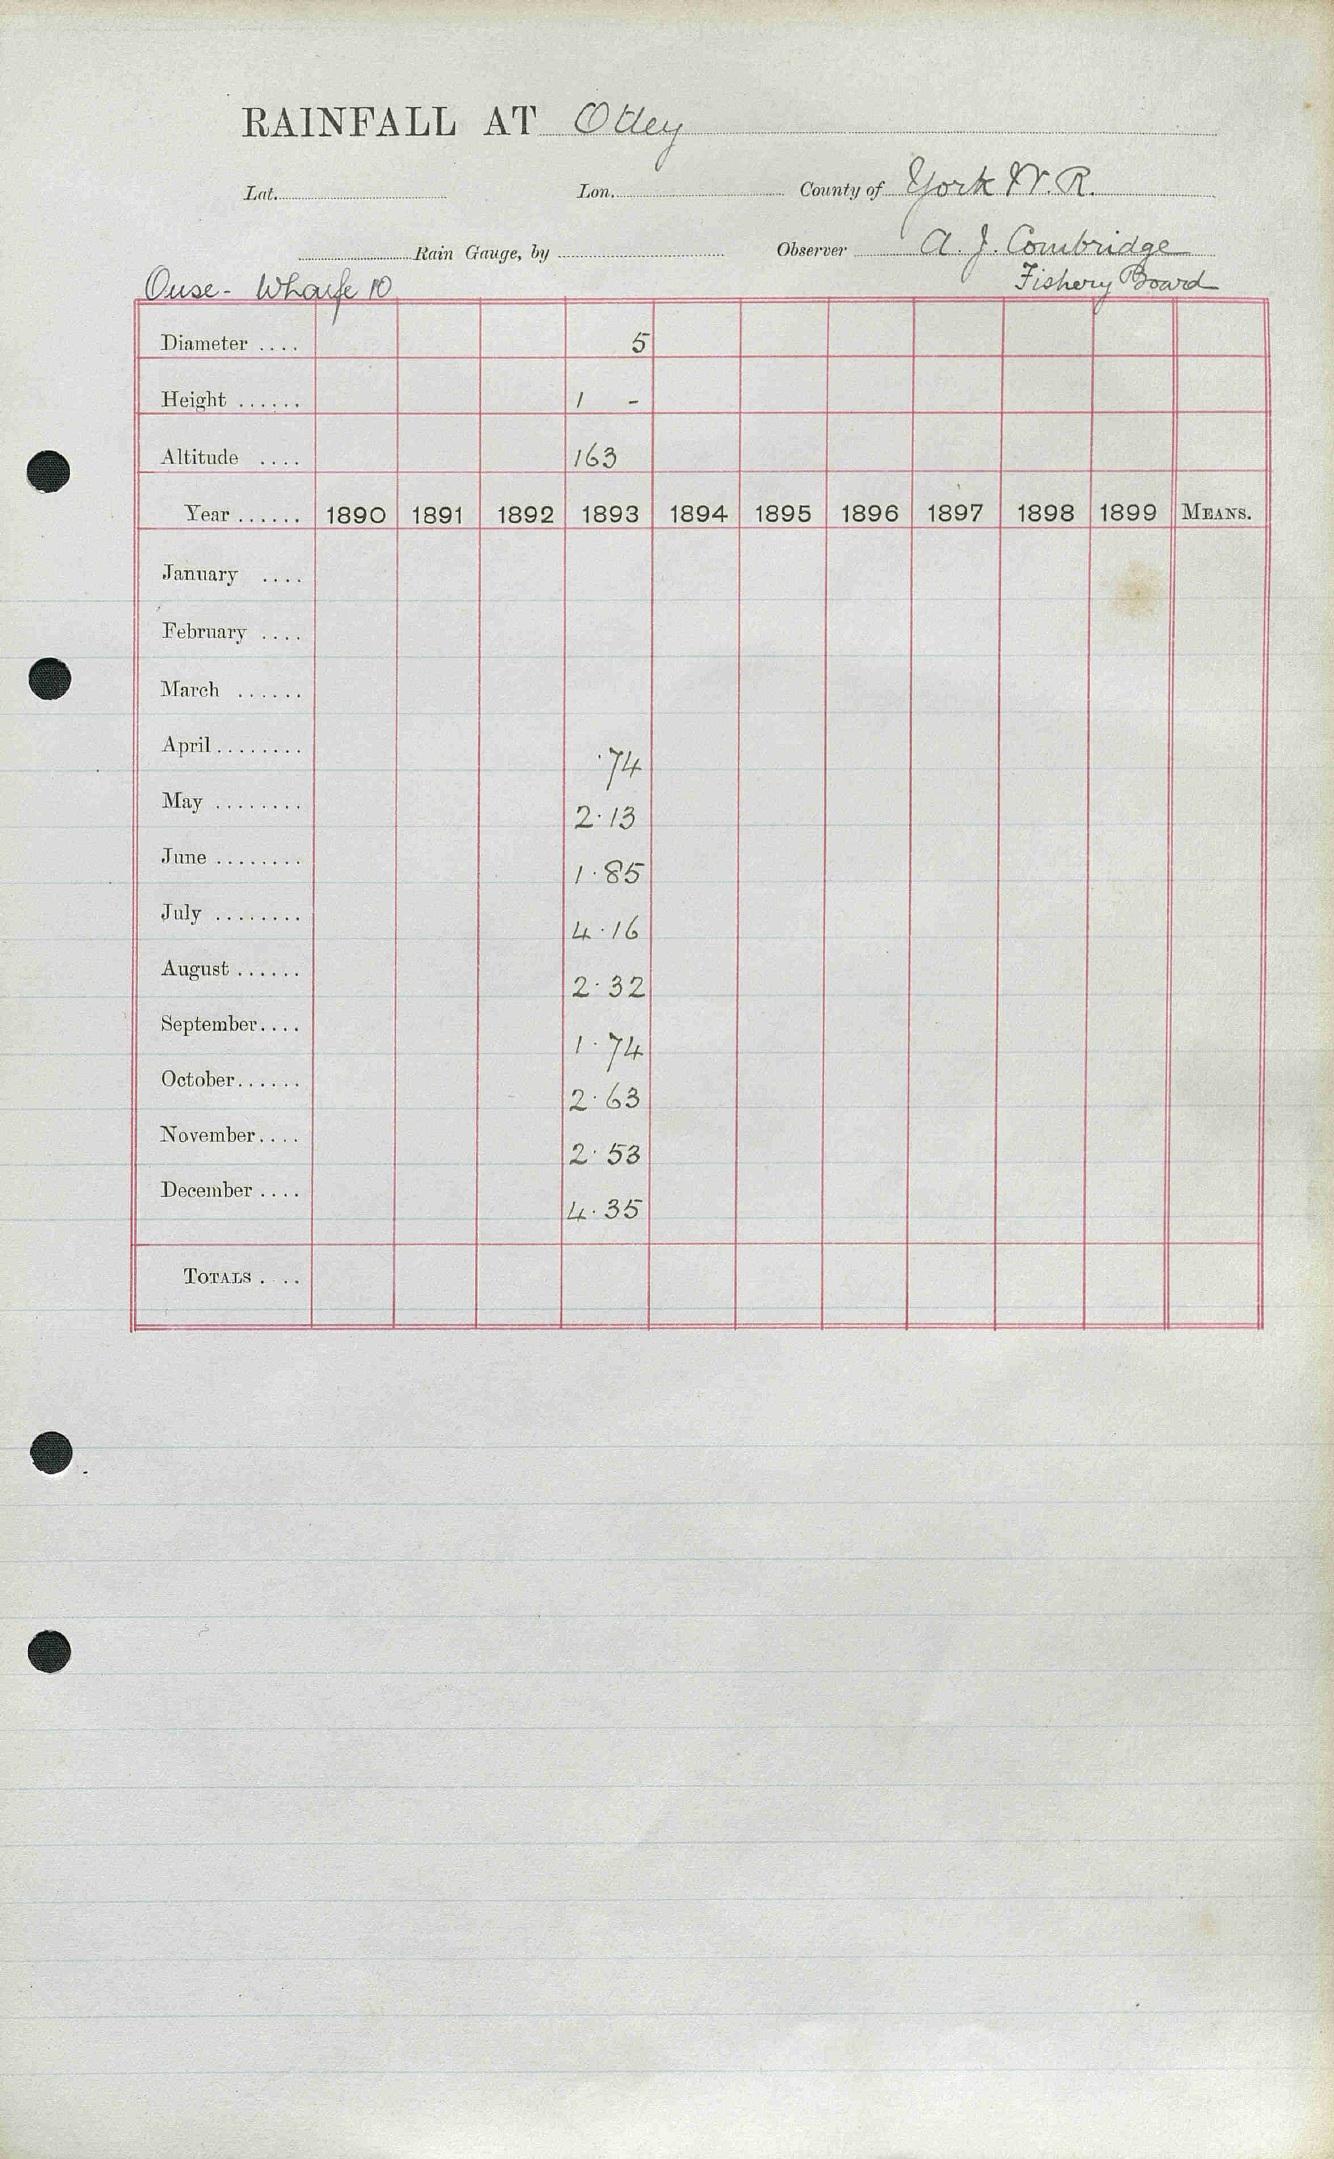 RAINFALL AT Otley
Lat. Lon. County of York W. R.
Rain Gauge, by Observer A. J. Combridge
Ouse - Wharfe 10 Fishery Board
Diameter .... 5
Height ...... 1 -
Altitude .... 163
Year ...... 1890 1891 1892 1893 1894 1895 1896 1897 1898 1899 MEANS.
January ....
February ....
March ......
April ........ ·74
May ........ 2·13
June ........ 1·85
July ........ 4·16
August ...... 2·32
September.... 1·74
October...... 2·63
November.... 2·53
December .... 4·35
TOTALS . ..